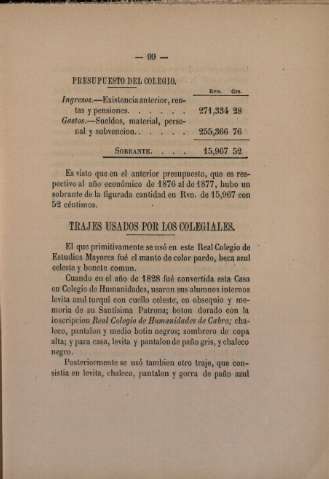 — 99 —
PRESUPUESTO DEL COLEGIO.
Rvn. Cts.
Ingresos.—Existencia anterior, ren-
tas y pensiones. . . . . . 271,334 28
Gastos.—Sueldos, material, perso-
nal y subvencion. . . . . . 255,366 76
SOBRANTE. . . . 15,967 52
Es visto que en el anterior presupuesto, que es res-
pectivo al año económico de 1876 al de 1877, hubo un
sobrante de la figurada cantidad en Rvn. de 15,967 con
52 céntimos.
TRAJES USADOS POR LOS COLEGIALES.
El que primitivamente se usó en este Real Colegio de
Estudios Mayores fué el manto de color pardo, beca azul
celeste y bonete comun.
Cuando en el año de 1828 fué convertida esta Casa
en Colegio de Humanidades, usaron sus alumnos internos
levita azul turquí con cuello celeste, en obsequio y me-
moria de su Santísima Patrona; boton dorado con la
inscripcion Real Colegio de Humanidades de Cabra; cha-
leco, pantalon y medio botin negros; sombrero de copa
alta; y para casa, levita y pantalon de paño gris, y chaleco
negro.
Posteriormente se usó tambien otro traje, que con-
sistia en levita, chaleco, pantalon y gorra de paño azul